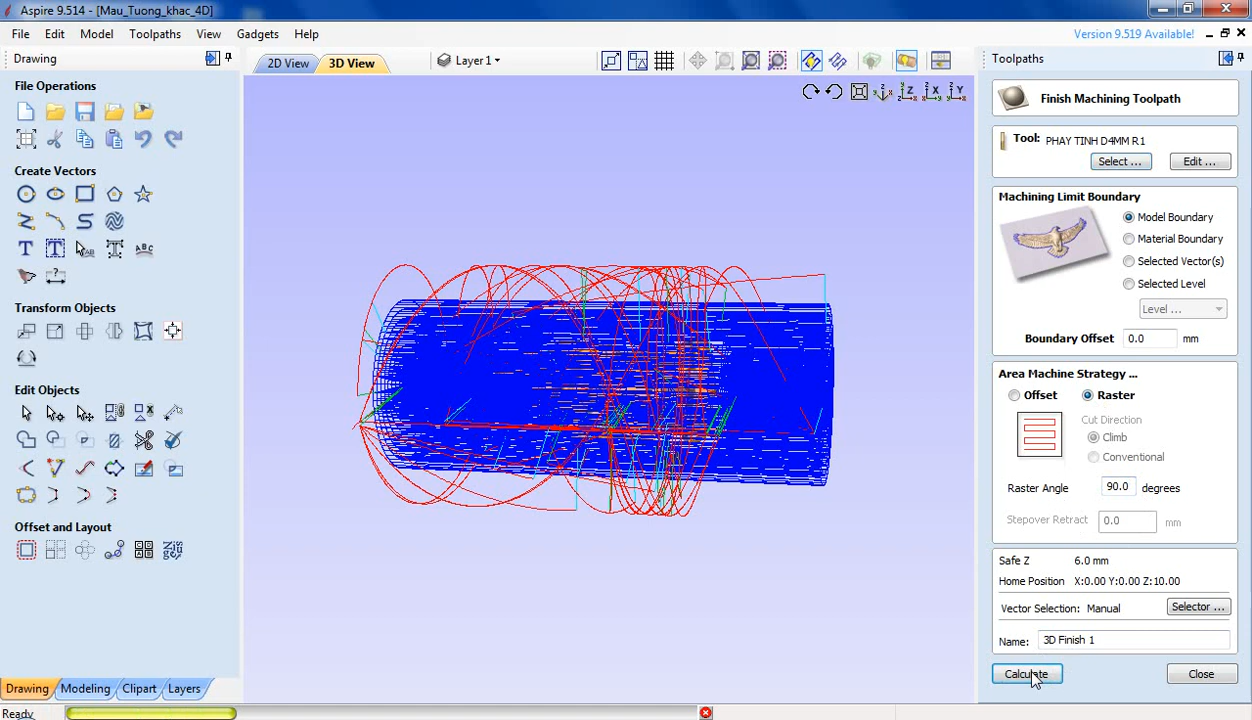 Aspire 9.514 - [Mau_Tuong_khac_4D]
File Edit Model Toolpaths View Gadgets Help
Version 9.519 Available!
Drawing
2D View 3D View
Layer 1
Toolpaths
File Operations
Create Vectors
Transform Objects
Edit Objects
Offset and Layout
Drawing Modeling Clipart Layers
Ready
Finish Machining Toolpath
Tool: PHAY TINH D4MM R1
Select ... Edit ...
Machining Limit Boundary
Model Boundary
Material Boundary
Selected Vector(s)
Selected Level
Level ...
Boundary Offset 0.0 mm
Area Machine Strategy ...
Offset Raster
Cut Direction
Climb
Conventional
Raster Angle 90.0 degrees
Stepover Retract 0.0 mm
Safe Z 6.0 mm
Home Position X:0.00 Y:0.00 Z:10.00
Vector Selection: Manual Selector ...
Name: 3D Finish 1
Calculate Close